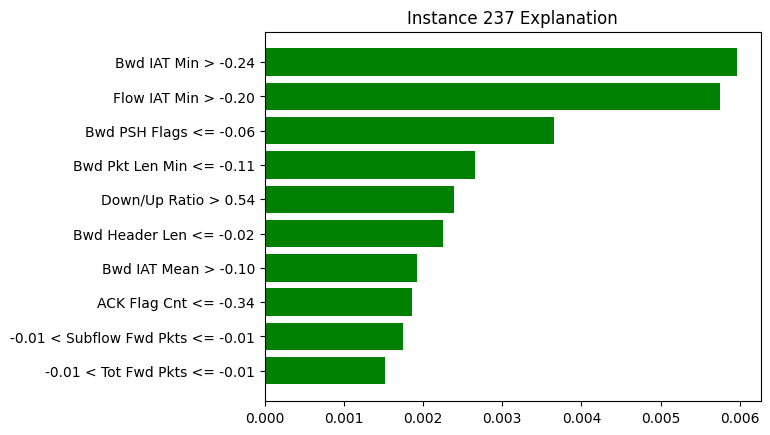 Instance 237 Explanation
Bwd IAT Min > -0.24
Flow IAT Min > -0.20
Bwd PSH Flags <= -0.06
Bwd Pkt Len Min <= -0.11
Down/Up Ratio > 0.54
Bwd Header Len <= -0.02
Bwd IAT Mean > -0.10
ACK Flag Cnt <= -0.34
-0.01 < Subflow Fwd Pkts <= -0.01
-0.01 < Tot Fwd Pkts <= -0.01
0.000 0.001 0.002 0.003 0.004 0.005 0.006